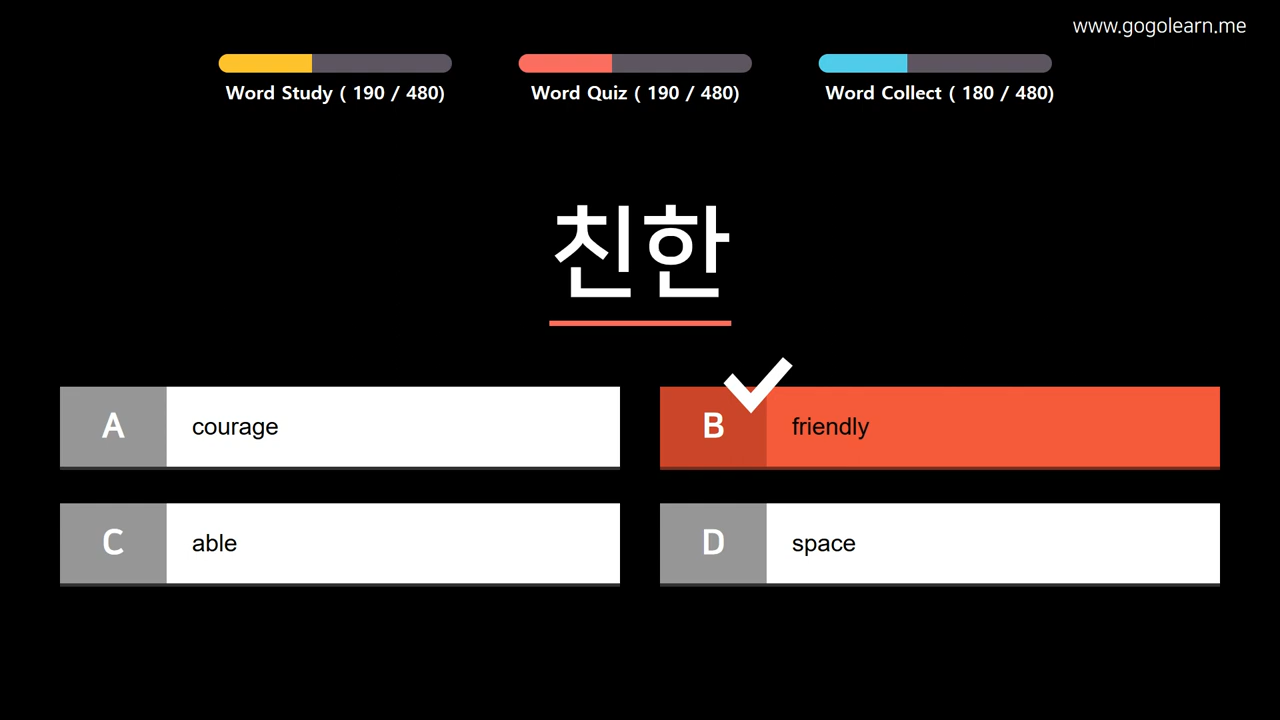 www.gogolearn.me
Word Study ( 190 / 480)
Word Quiz ( 190 / 480)
Word Collect ( 180 / 480)
친한
A courage
B friendly
C able
D space